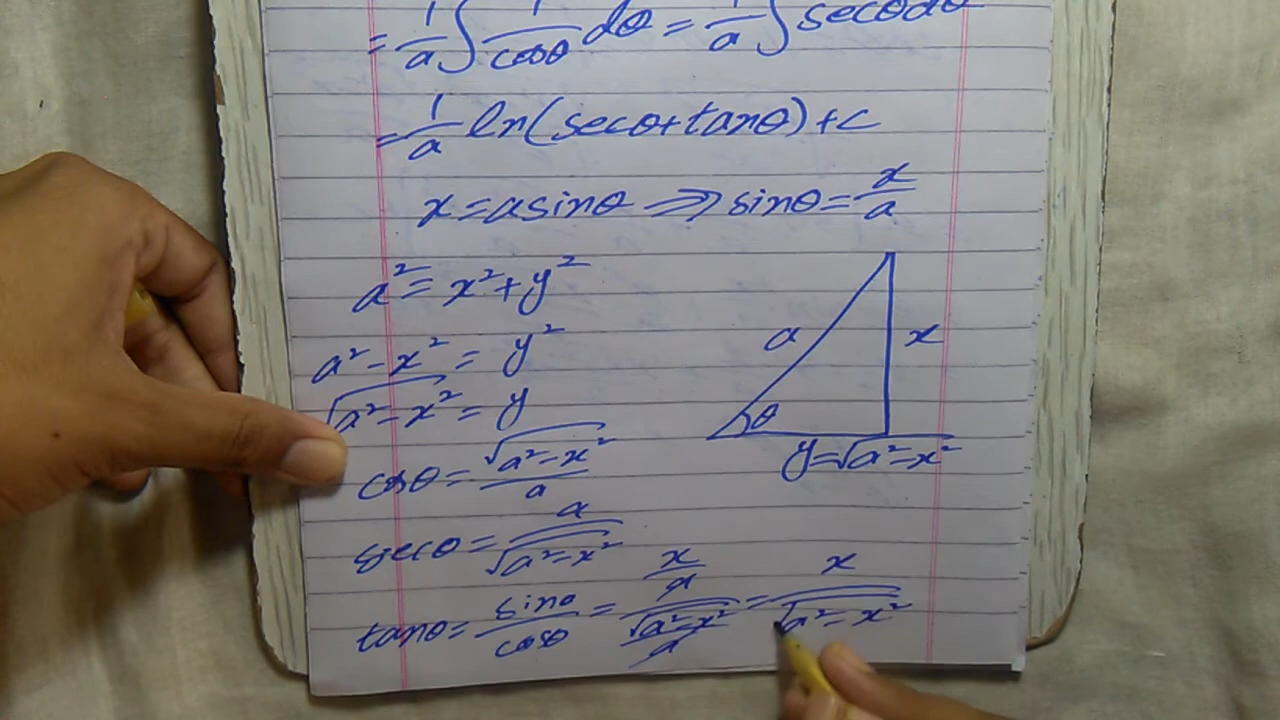 = 1/a ∫ 1/cosθ dθ = 1/a ∫ secθdθ
= 1/a ln(secθ+tanθ)+c
x = asinθ ⇒ sinθ = x/a
a² = x²+y²
a²-x² = y²
√(a²-x²) = y
cosθ = √(a²-x²)/a
secθ = a/√(a²-x²)
tanθ = sinθ/cosθ = (x/a)/(√(a²-x²)/a) = x/√(a²-x²)
a
x
θ
y=√(a²-x²)